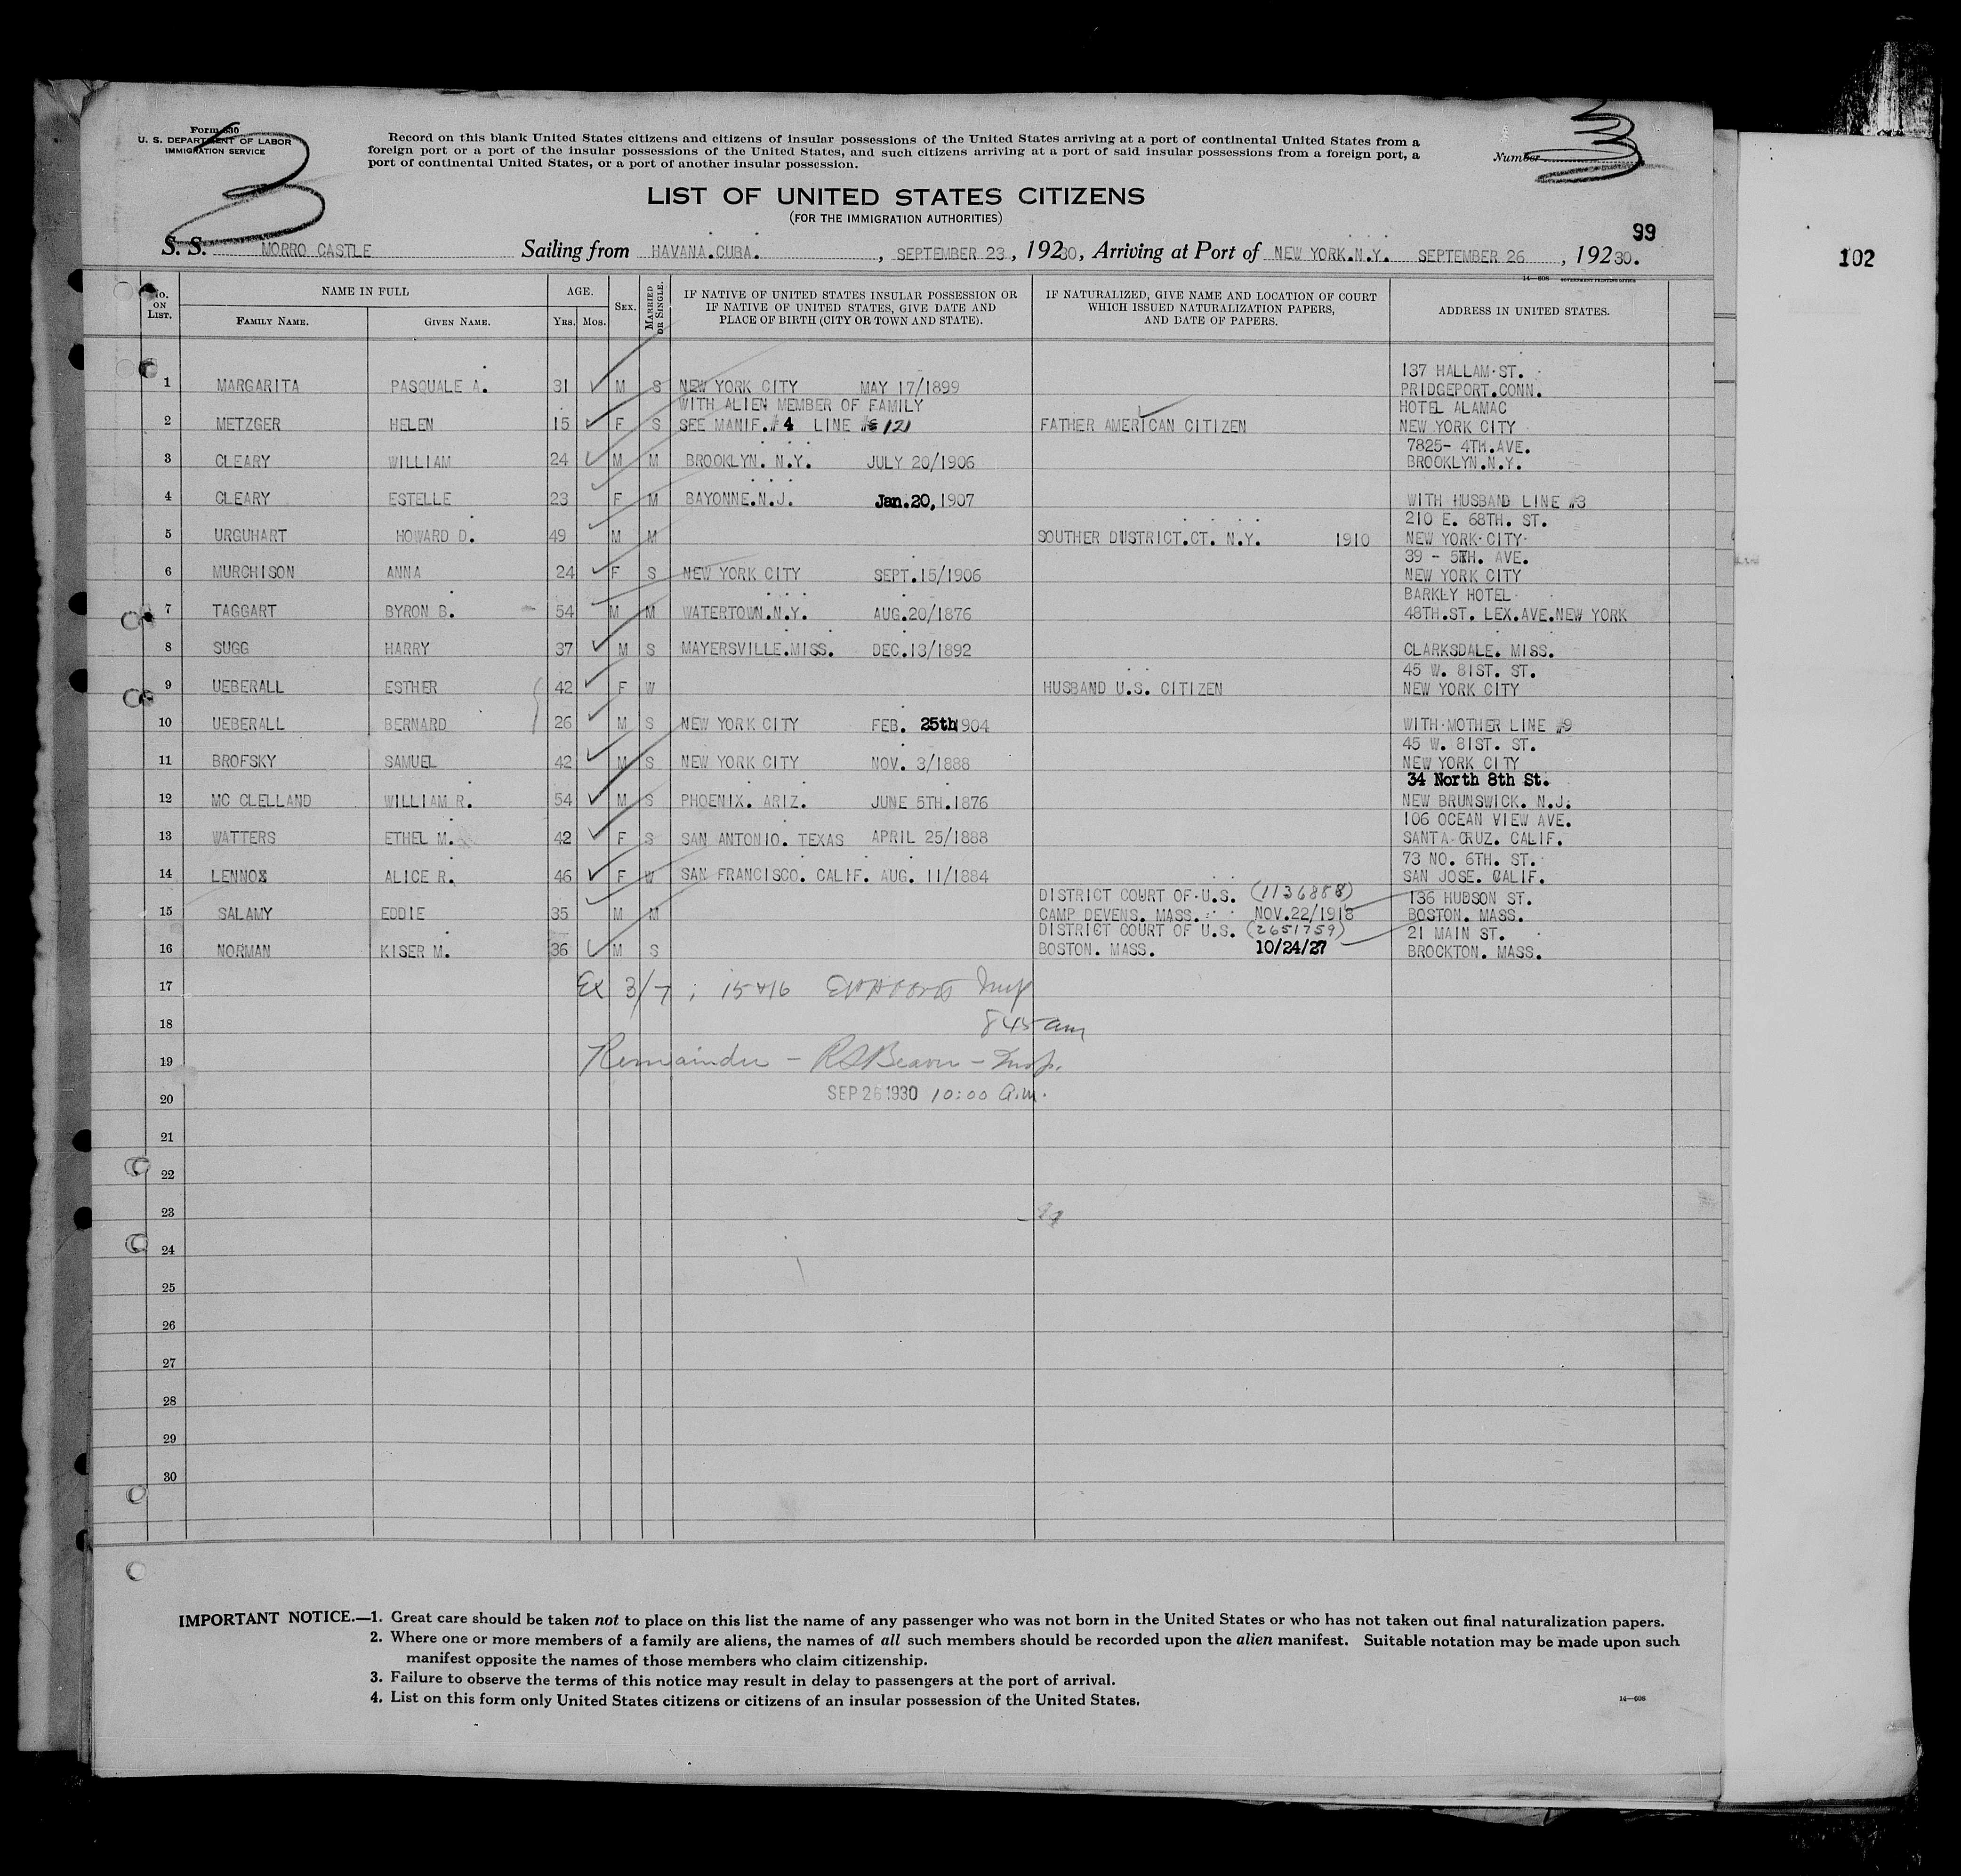 Form 630
U. S. DEPARTMENT OF LABOR
IMMIGRATION SERVICE
3
Record on this blank United States citizens and citizens of insular possessions of the United States arriving at a port of continental United States from a
foreign port or a port of the insular possessions of the United States, and such citizens arriving at a port of said insular possessions from a foreign port, a
port of continental United States, or a port of another insular possession.
Number 3
LIST OF UNITED STATES CITIZENS
(FOR THE IMMIGRATION AUTHORITIES)
99
102
S. S. MORRO CASTLE Sailing from HAVANA.CUBA. , SEPTEMBER 23 , 19230, Arriving at Port of NEW YORK.N.Y. SEPTEMBER 26 , 19230.
14—606 GOVERNMENT PRINTING OFFICE
No. ON LIST. NAME IN FULL FAMILY NAME. GIVEN NAME. AGE. Yrs. Mos. SEX. MARRIED OR SINGLE. IF NATIVE OF UNITED STATES INSULAR POSSESSION OR IF NATIVE OF UNITED STATES, GIVE DATE AND PLACE OF BIRTH (CITY OR TOWN AND STATE). IF NATURALIZED, GIVE NAME AND LOCATION OF COURT WHICH ISSUED NATURALIZATION PAPERS, AND DATE OF PAPERS. ADDRESS IN UNITED STATES.
137 HALLAM ST.
1 MARGARITA PASQUALE A. 31 M S NEW YORK CITY MAY 17/1899 PRIDGEPORT.CONN.
WITH ALIEN MEMBER OF FAMILY HOTEL ALAMAC
2 METZGER HELEN 15 F S SEE MANIF.# 4 LINE # 121 FATHER AMERICAN CITIZEN NEW YORK CITY
7825- 4TH.AVE.
3 CLEARY WILLIAM 24 M M BROOKLYN. N.Y. JULY 20/1906 BROOKLYN.N.Y.
4 CLEARY ESTELLE 23 F M BAYONNE.N.J. Jan.20,1907 WITH HUSBAND LINE #3
210 E. 68TH. ST.
5 URGUHART HOWARD D. 49 M M SOUTHER DUSTRICT.CT. N.Y. 1910 NEW YORK CITY
39 - 5TH. AVE.
6 MURCHISON ANNA 24 F S NEW YORK CITY SEPT.15/1906 NEW YORK CITY
BARKLY HOTEL
7 TAGGART BYRON B. 54 M M WATERTOWN.N.Y. AUG.20/1876 48TH.ST. LEX.AVE.NEW YORK
8 SUGG HARRY 37 M S MAYERSVILLE.MISS. DEC.13/1892 CLARKSDALE. MISS.
45 W. 81ST. ST.
9 UEBERALL ESTHER 42 F W HUSBAND U.S. CITIZEN NEW YORK CITY
10 UEBERALL BERNARD 26 M S NEW YORK CITY FEB. 25th1904 WITH MOTHER LINE #9
45 W. 81ST. ST.
11 BROFSKY SAMUEL 42 M S NEW YORK CITY NOV. 3/1888 NEW YORK CITY
34 North 8th St.
12 MC CLELLAND WILLIAM R. 54 M S PHOENIX. ARIZ. JUNE 5TH.1876 NEW BRUNSWICK. N.J.
106 OCEAN VIEW AVE.
13 WATTERS ETHEL M. 42 F S SAN ANTONIO. TEXAS APRIL 25/1888 SANTA CRUZ. CALIF.
73 NO. 6TH. ST.
14 LENNOX ALICE R. 46 F W SAN FRANCISCO. CALIF. AUG. 11/1884 SAN JOSE. CALIF.
DISTRICT COURT OF U.S. (1136888) 136 HUDSON ST.
15 SALAMY EDDIE 35 M M CAMP DEVENS. MASS. NOV.22/1918 BOSTON. MASS.
DISTRICT COURT OF U.S. (2651759) 21 MAIN ST.
16 NORMAN KISER M. 36 M S BOSTON. MASS. 10/24/27 BROCKTON. MASS.
17 Ex 3/7 ; 15+16 Insp
18 845 am
19 Remainder - RS Beaver - Insp.
20 SEP 26 1930 10:00 a.m.
21
22
23
24
25
26
27
28
29
30
IMPORTANT NOTICE.—1. Great care should be taken not to place on this list the name of any passenger who was not born in the United States or who has not taken out final naturalization papers.
2. Where one or more members of a family are aliens, the names of all such members should be recorded upon the alien manifest. Suitable notation may be made upon such
manifest opposite the names of those members who claim citizenship.
3. Failure to observe the terms of this notice may result in delay to passengers at the port of arrival.
4. List on this form only United States citizens or citizens of an insular possession of the United States.
14—606